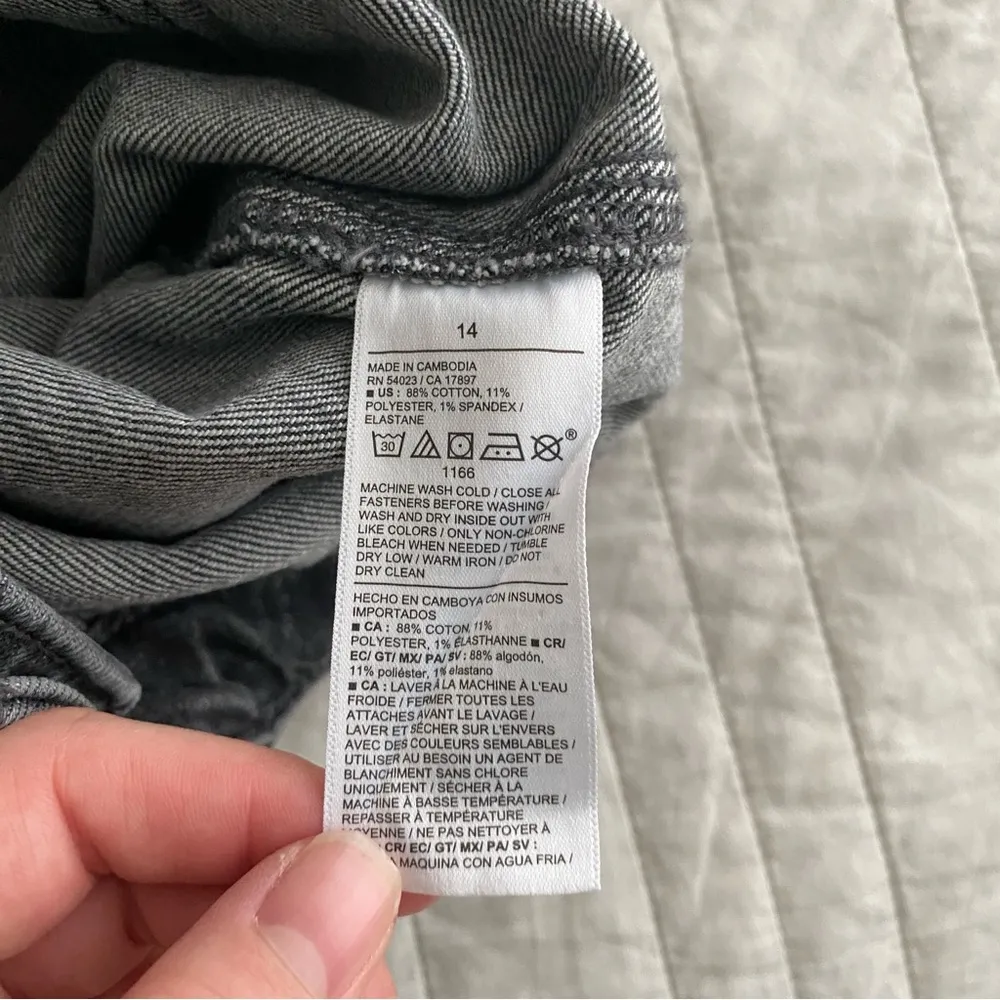 14
MADE IN CAMBODIA
RN 54023 / CA 17897
■ US : 88% COTTON, 11%
POLYESTER, 1% SPANDEX /
ELASTANE
30 ®
1166
MACHINE WASH COLD / CLOSE ALL
FASTENERS BEFORE WASHING /
WASH AND DRY INSIDE OUT WITH
LIKE COLORS / ONLY NON-CHLORINE
BLEACH WHEN NEEDED / TUMBLE
DRY LOW / WARM IRON / DO NOT
DRY CLEAN
HECHO EN CAMBOYA CON INSUMOS
IMPORTADOS
■ CA : 88% COTON, 11%
POLYESTER, 1% ÉLASTHANNE ■ CR/
EC/ GT/ MX/ PA/ SV : 88% algodón,
11% poliéster, 1% elastano
■ CA : LAVER À LA MACHINE À L'EAU
FROIDE / FERMER TOUTES LES
ATTACHES AVANT LE LAVAGE /
LAVER ET SÉCHER SUR L'ENVERS
AVEC DES COULEURS SEMBLABLES /
UTILISER AU BESOIN UN AGENT DE
BLANCHIMENT SANS CHLORE
UNIQUEMENT / SÉCHER À LA
MACHINE À BASSE TEMPÉRATURE /
REPASSER À TEMPÉRATURE
MOYENNE / NE PAS NETTOYER À
CR/ EC/ GT/ MX/ PA/ SV :
A MAQUINA CON AGUA FRIA /